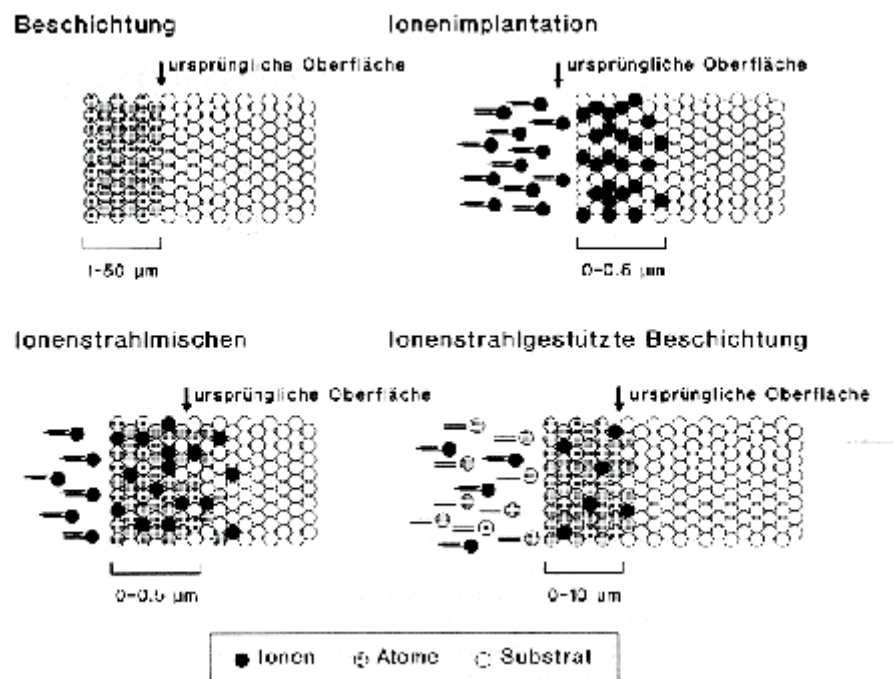 Beschichtung
ursprüngliche Oberfläche
1-50 µm
Ionenimplantation
ursprüngliche Oberfläche
0-0.5 µm
Ionenstrahlmischen
ursprüngliche Oberfläche
0-0.5 µm
Ionenstrahlgestützte Beschichtung
ursprüngliche Oberfläche
0-10 µm
Ionen Atome Substrat